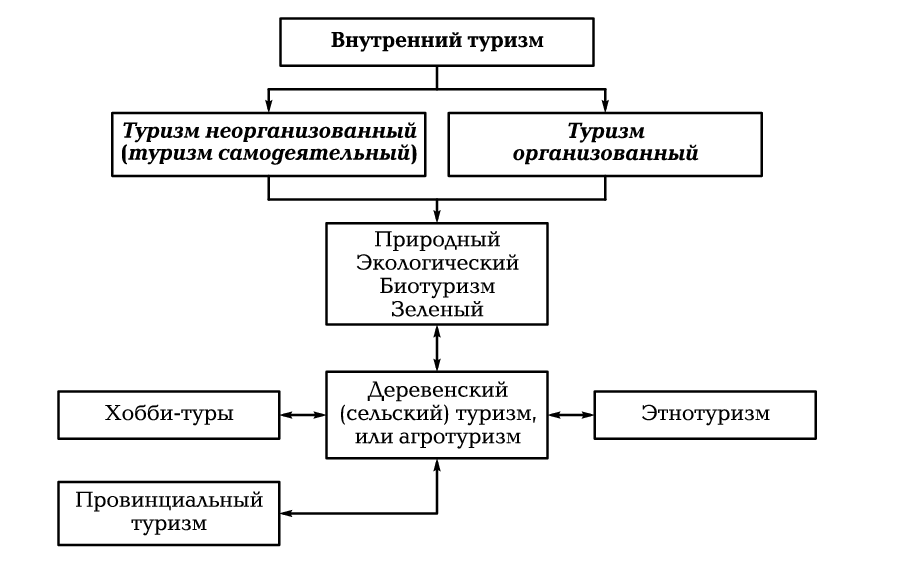 Внутренний туризм
Туризм неорганизованный
(туризм самодеятельный)
Туризм
организованный
Природный
Экологический
Биотуризм
Зеленый
Деревенский
(сельский) туризм,
или агротуризм
Хобби-туры
Этнотуризм
Провинциальный
туризм